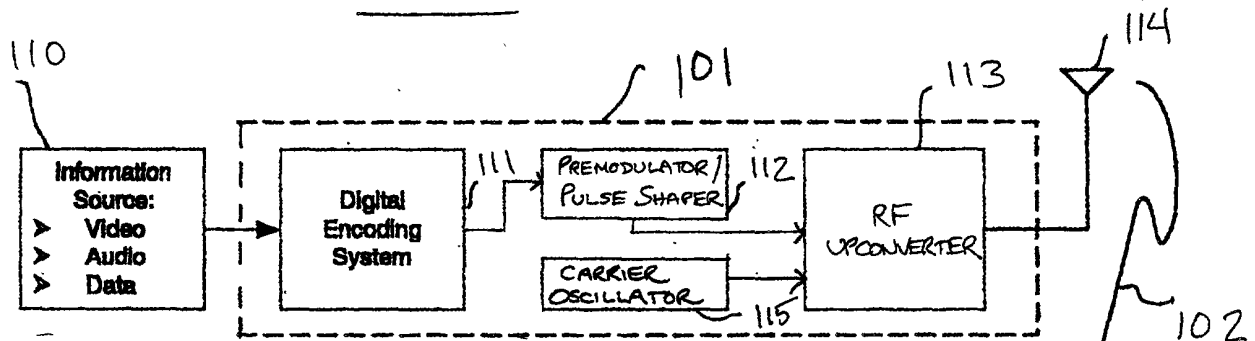 110
101
113
114
Information
Source:
➤ Video
➤ Audio
➤ Data
Digital
Encoding
System
111
PREMODULATOR/
PULSE SHAPER
112
CARRIER
OSCILLATOR
115
RF
UPCONVERTER
102